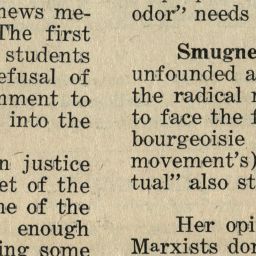 news me-
The first
students
efusal of
nment to
into the
n justice
et of the
ne of the
enough
ing some
odor" needs
Smugne
unfounded a
the radical
to face the
bourgeoisie
movement's)
tual" also st
Her opi
Marxists do